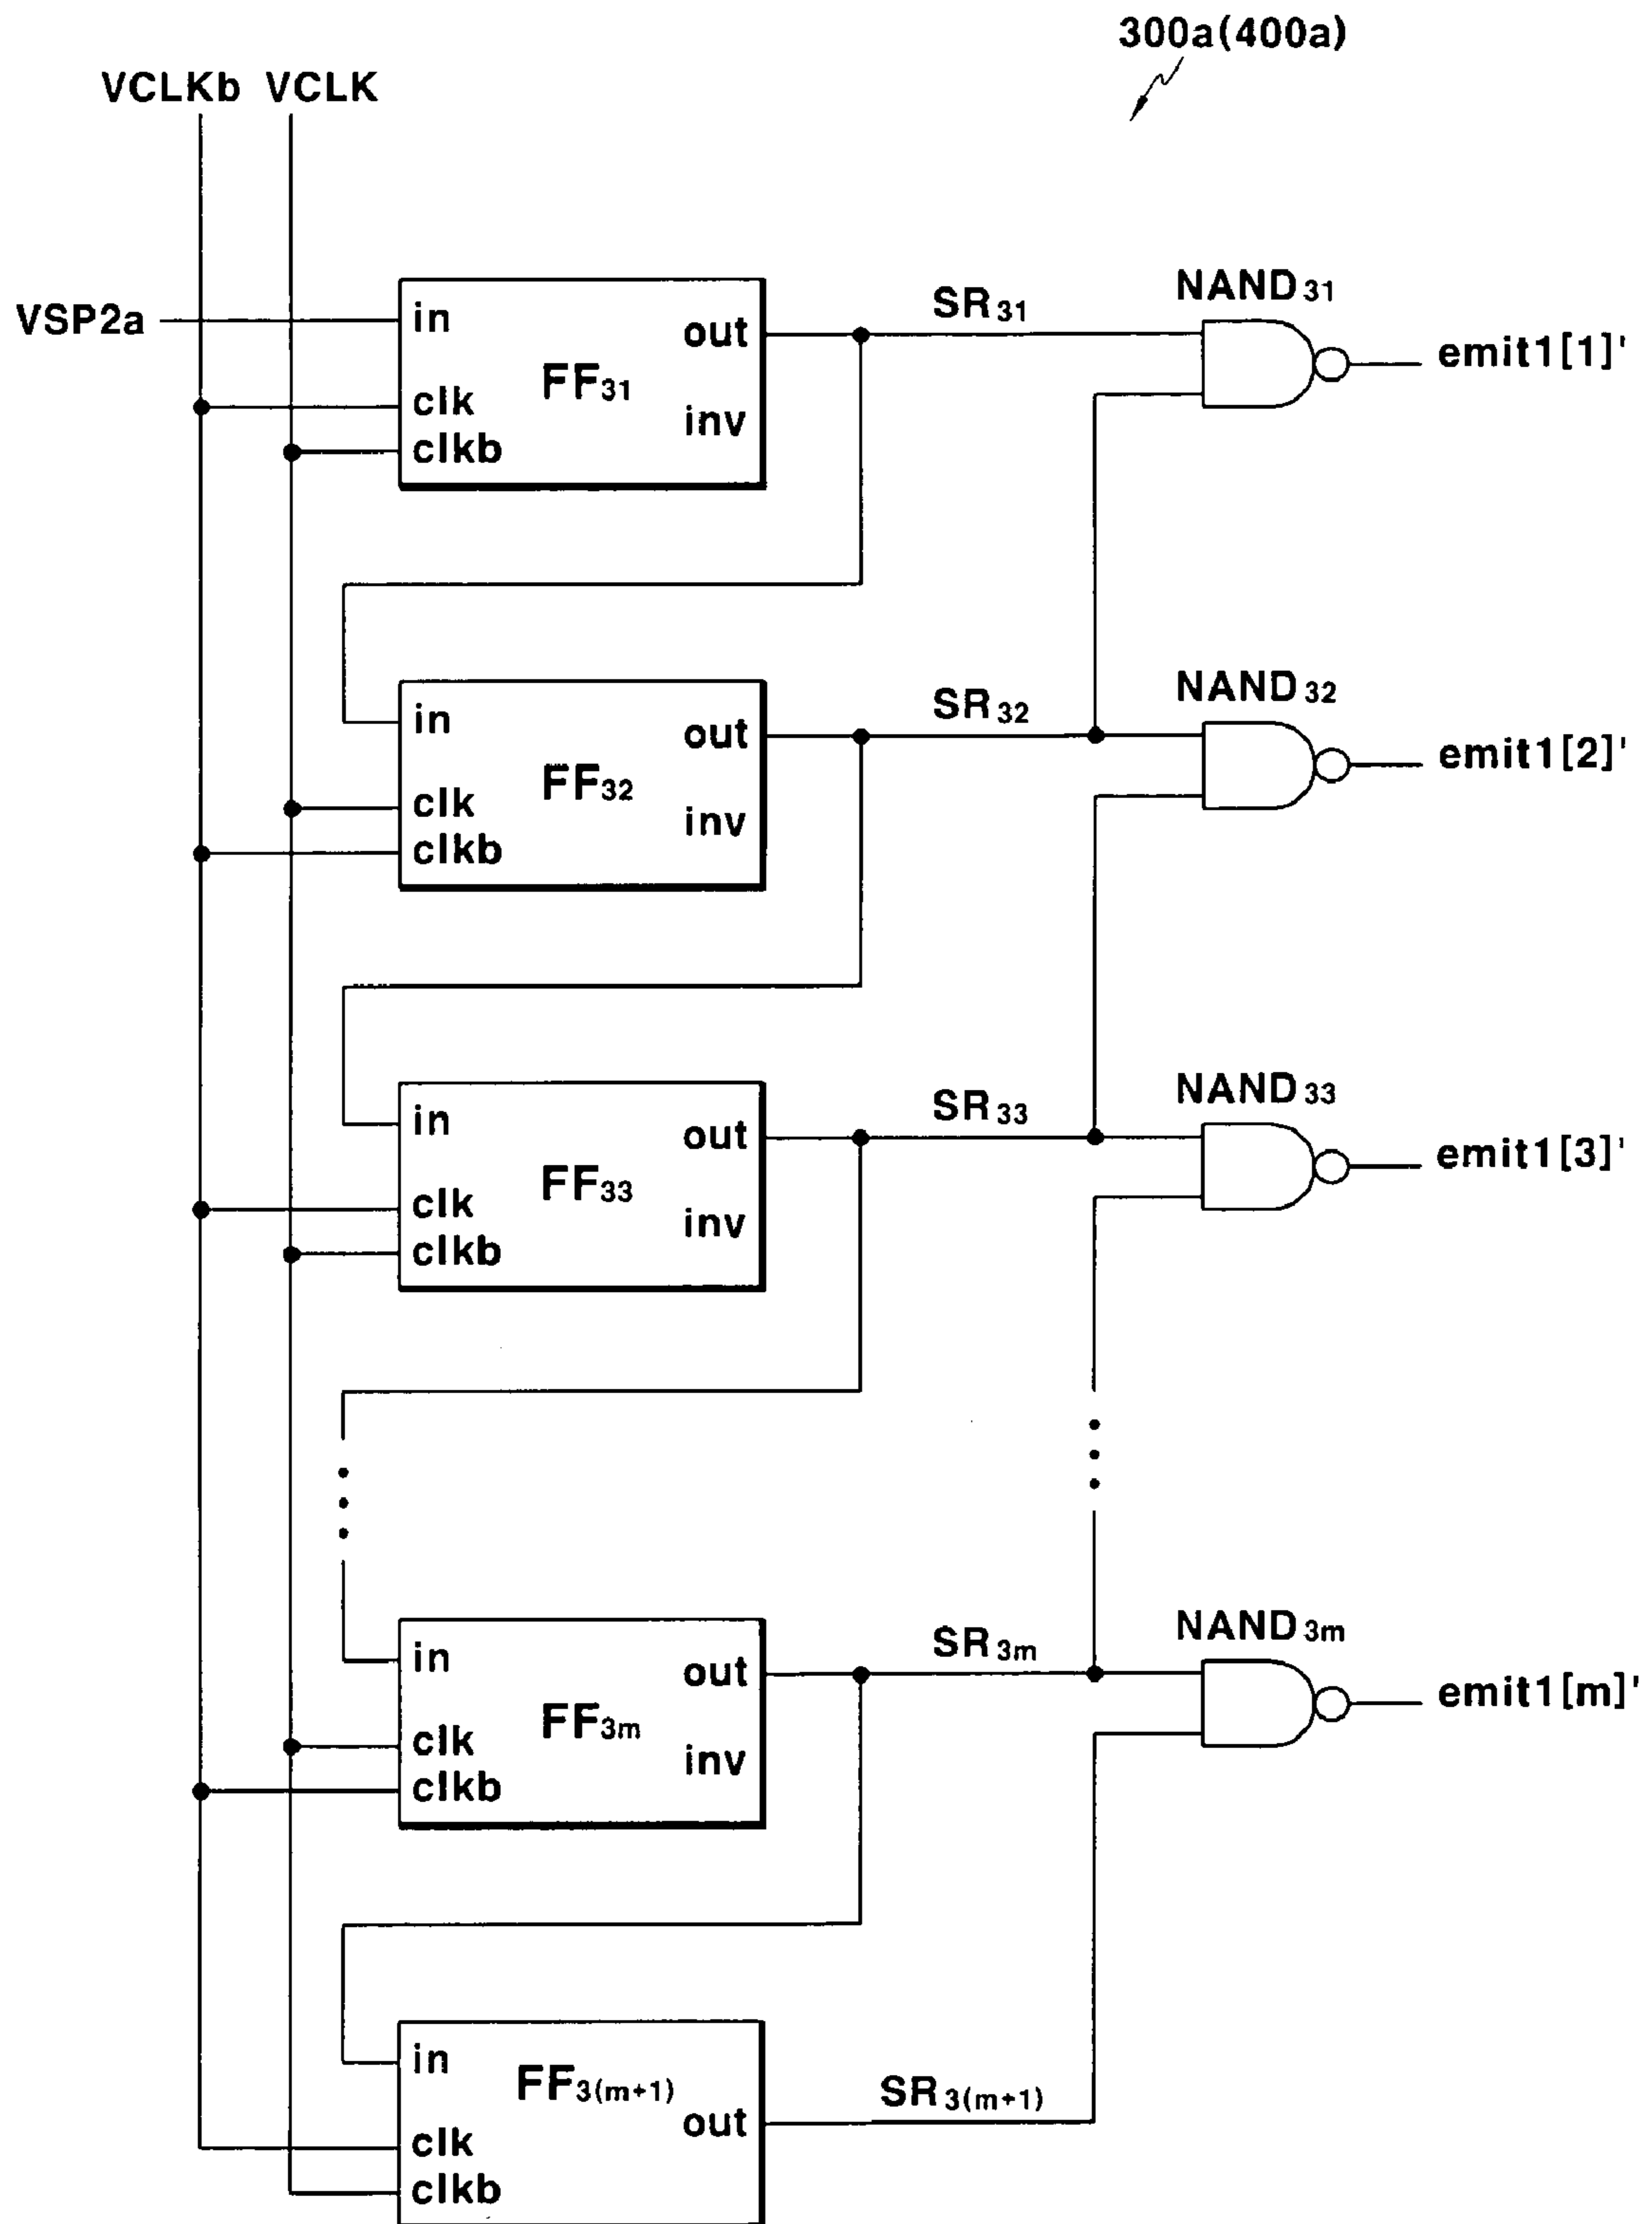 300a(400a)
VCLKb VCLK
VSP2a
in
out
FF31
clk
inv
clkb
SR31
NAND31
emit1[1]'
in
out
FF32
clk
inv
clkb
SR32
NAND32
emit1[2]'
in
out
FF33
clk
inv
clkb
SR33
NAND33
emit1[3]'
in
out
FF3m
clk
inv
clkb
SR3m
NAND3m
emit1[m]'
in
FF3(m+1)
out
clk
clkb
SR3(m+1)